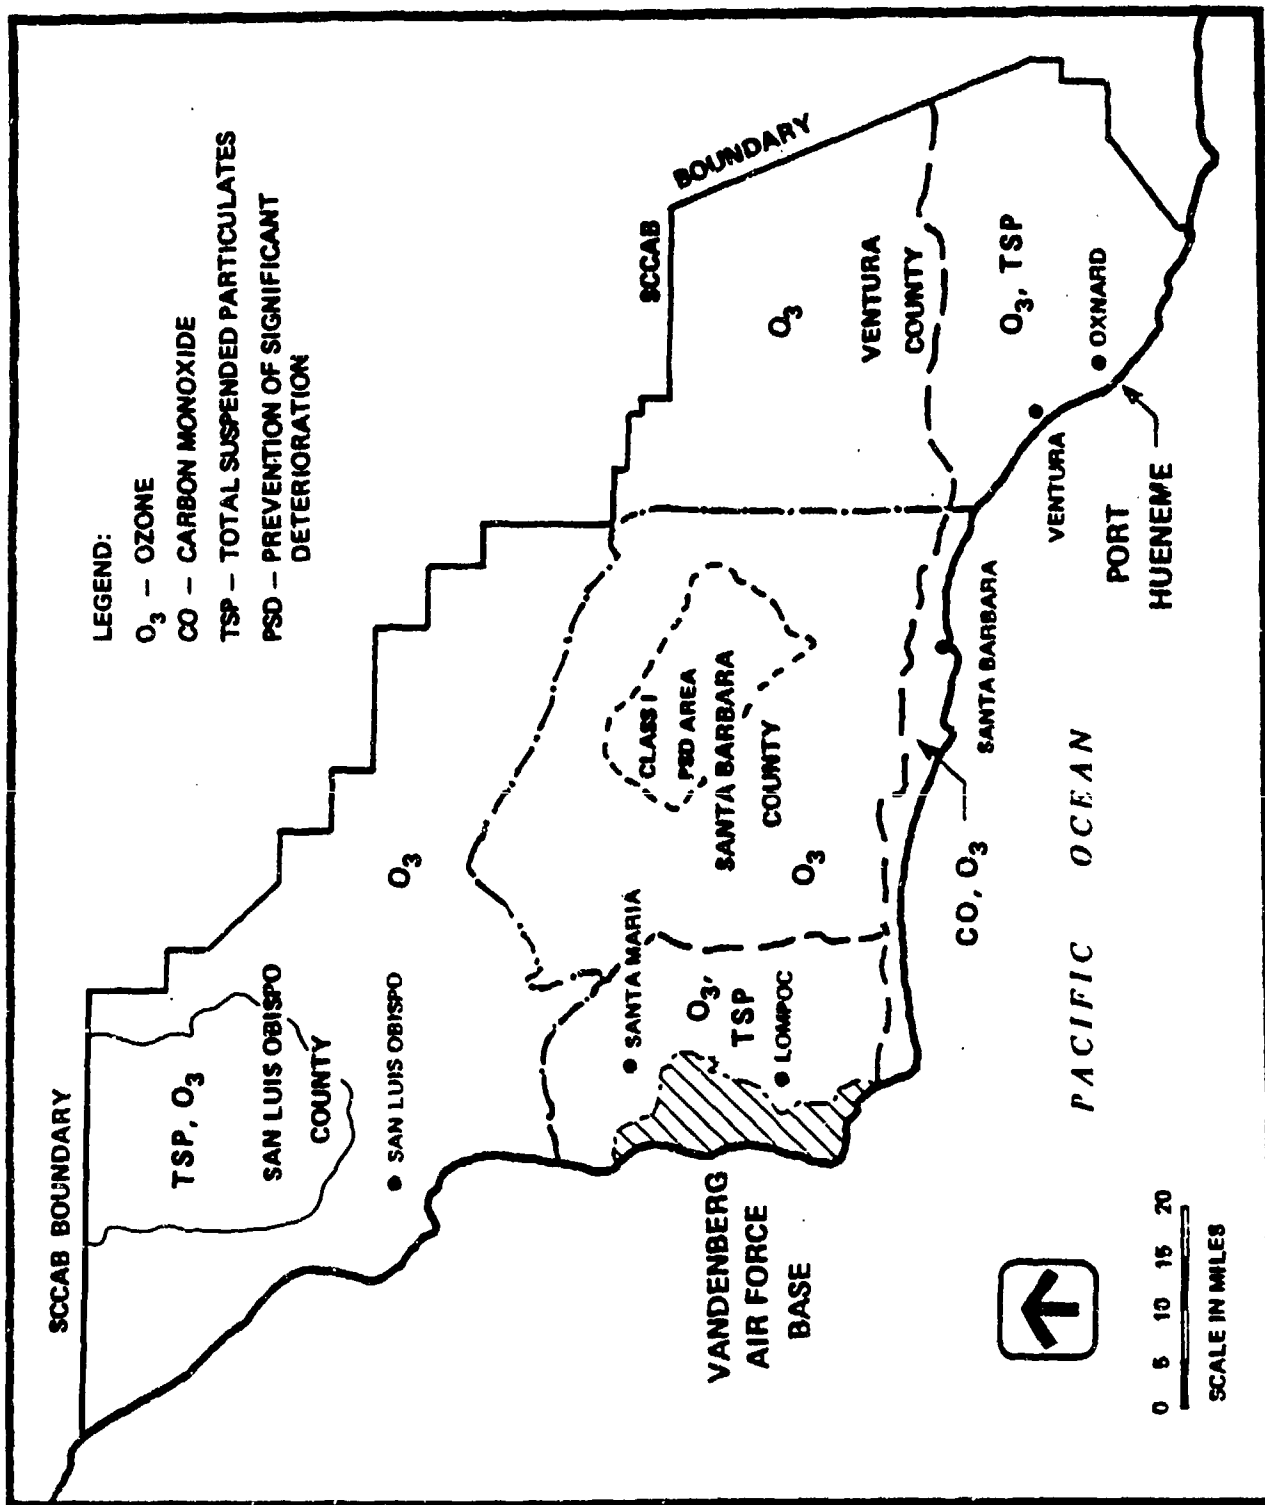 LEGEND:
O3 – OZONE
CO – CARBON MONOXIDE
TSP – TOTAL SUSPENDED PARTICULATES
PSD – PREVENTION OF SIGNIFICANT
DETERIORATION
SCCAB BOUNDARY
TSP, O3
SAN LUIS OBISPO
COUNTY
SAN LUIS OBISPO
O3
SCCAB
BOUNDARY
CLASS I
PSD AREA
SANTA BARBARA
COUNTY
O3
SANTA MARIA
O3,
TSP
LOMPOC
O3
VENTURA
COUNTY
O3, TSP
OXNARD
VENTURA
PORT
HUENEME
SANTA BARBARA
CO, O3
VANDENBERG
AIR FORCE
BASE
PACIFIC OCEAN
0 5 10 15 20
SCALE IN MILES